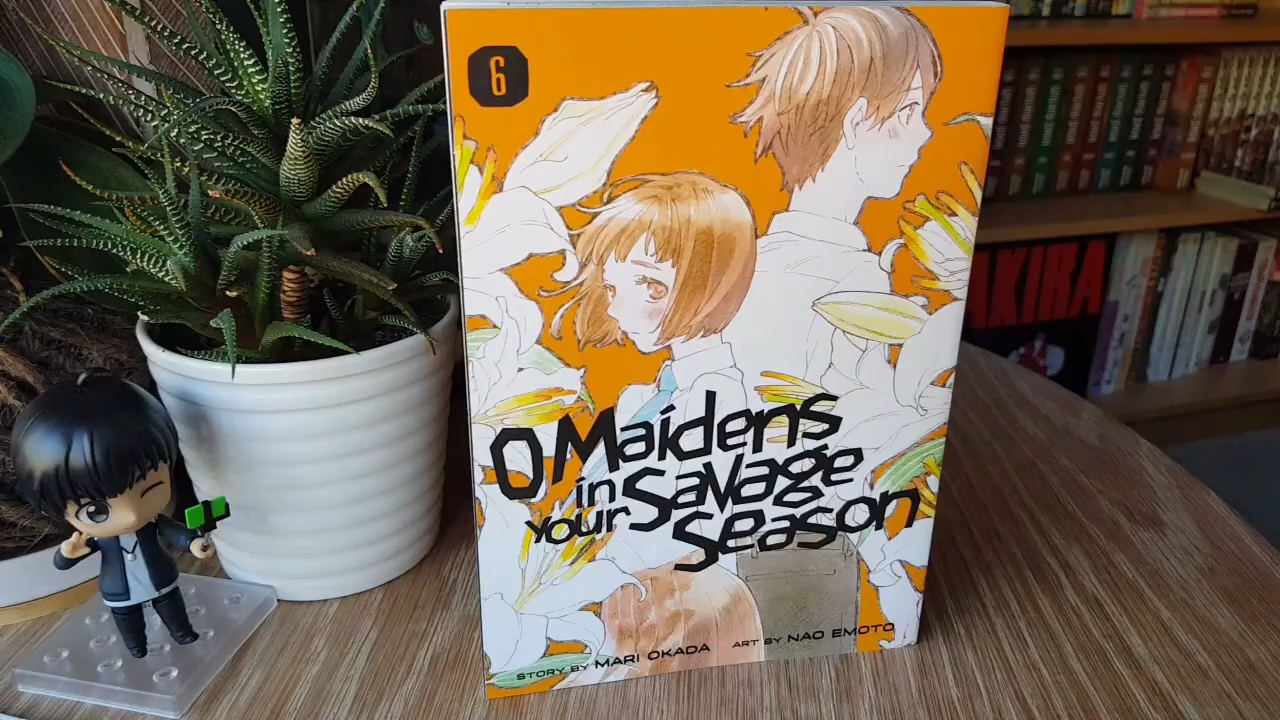 6
O Maidens
in Savage
your Season
STORY BY MARI OKADA ART BY NAO EMOTO
AKIRA